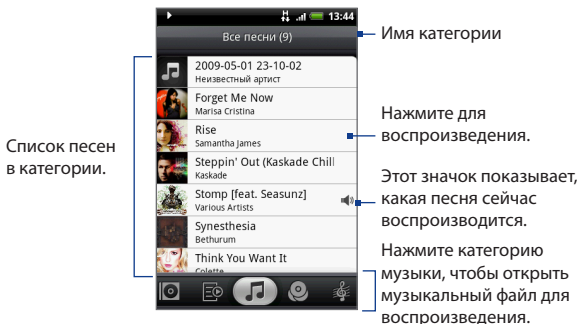 H
13:44
Все песни (9)
2009-05-01 23-10-02
Неизвестный артист
Forget Me Now
Marisa Cristina
Rise
Samantha James
Steppin' Out (Kaskade Chill
Kaskade
Stomp [feat. Seasunz]
Various Artists
Synesthesia
Bethurum
Think You Want It
Colette
Список песен
в категории.
Имя категории
Нажмите для
воспроизведения.
Этот значок показывает,
какая песня сейчас
воспроизводится.
Нажмите категорию
музыки, чтобы открыть
музыкальный файл для
воспроизведения.